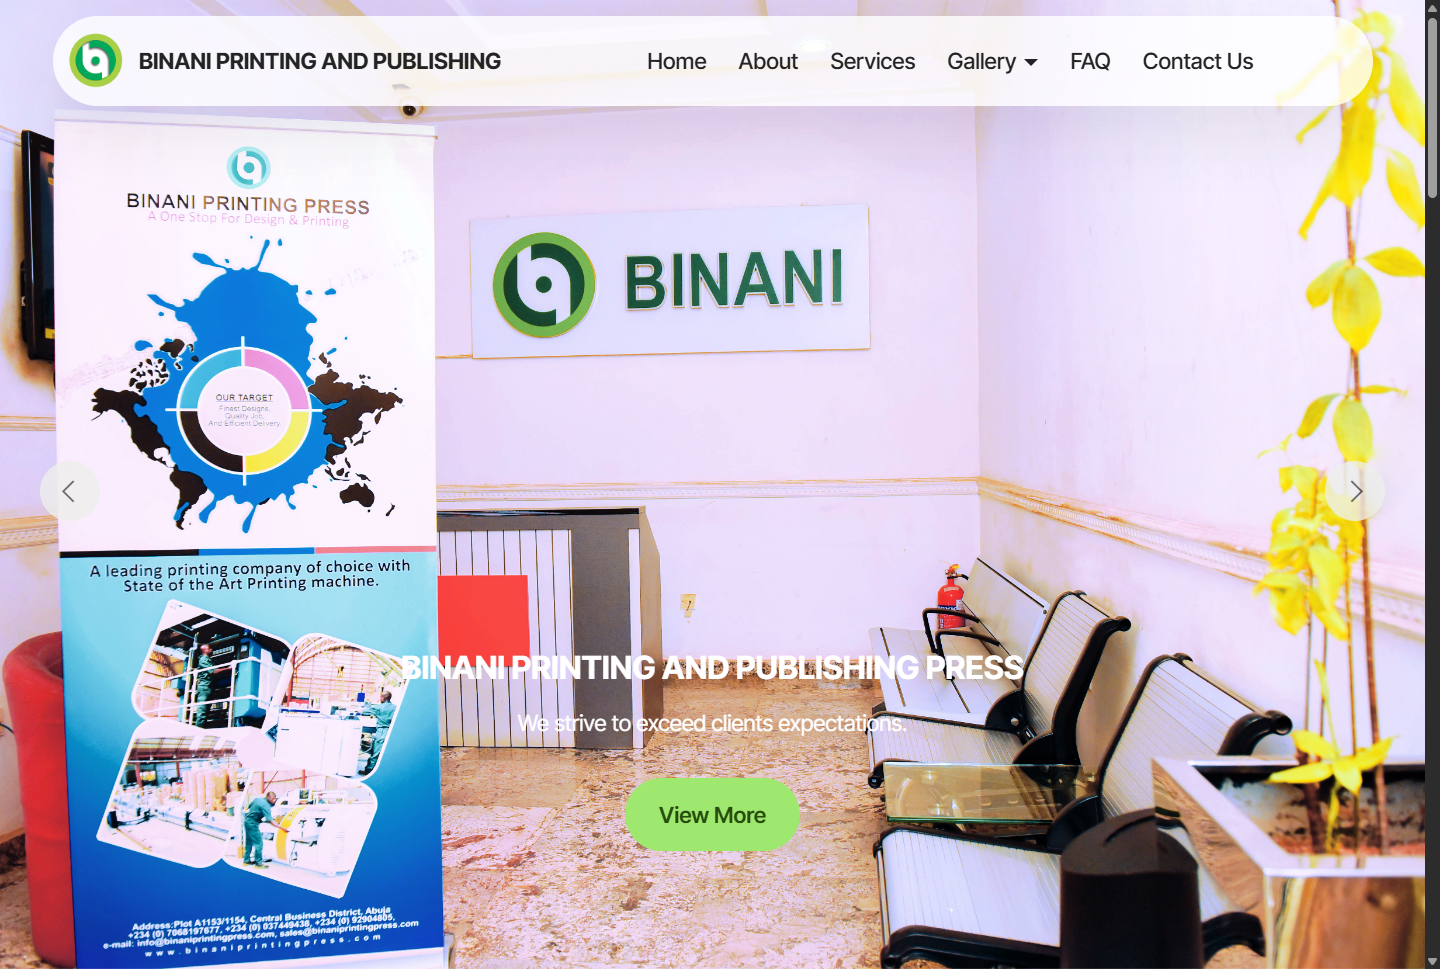 BINANI PRINTING AND PUBLISHING
Home
About
Services
Gallery
FAQ
Contact Us
BINANI PRINTING PRESS
A One Stop For Design & Printing
BINANI
OUR TARGET
Finest Designs,
Quality Job,
And Efficient Delivery.
A leading printing company of choice with
State of the Art Printing machine.
BINANI PRINTING AND PUBLISHING PRESS
We strive to exceed clients expectations.
View More
Address:Plot A1153/1154, Central Business District, Abuja
+234 (0) 7068197677, +234 (0) 037449438, +234 (0) 92904805,
e-mail: info@binaniprintingpress.com, sales@binaniprintingpress.com
www.binaniprintingpress.com